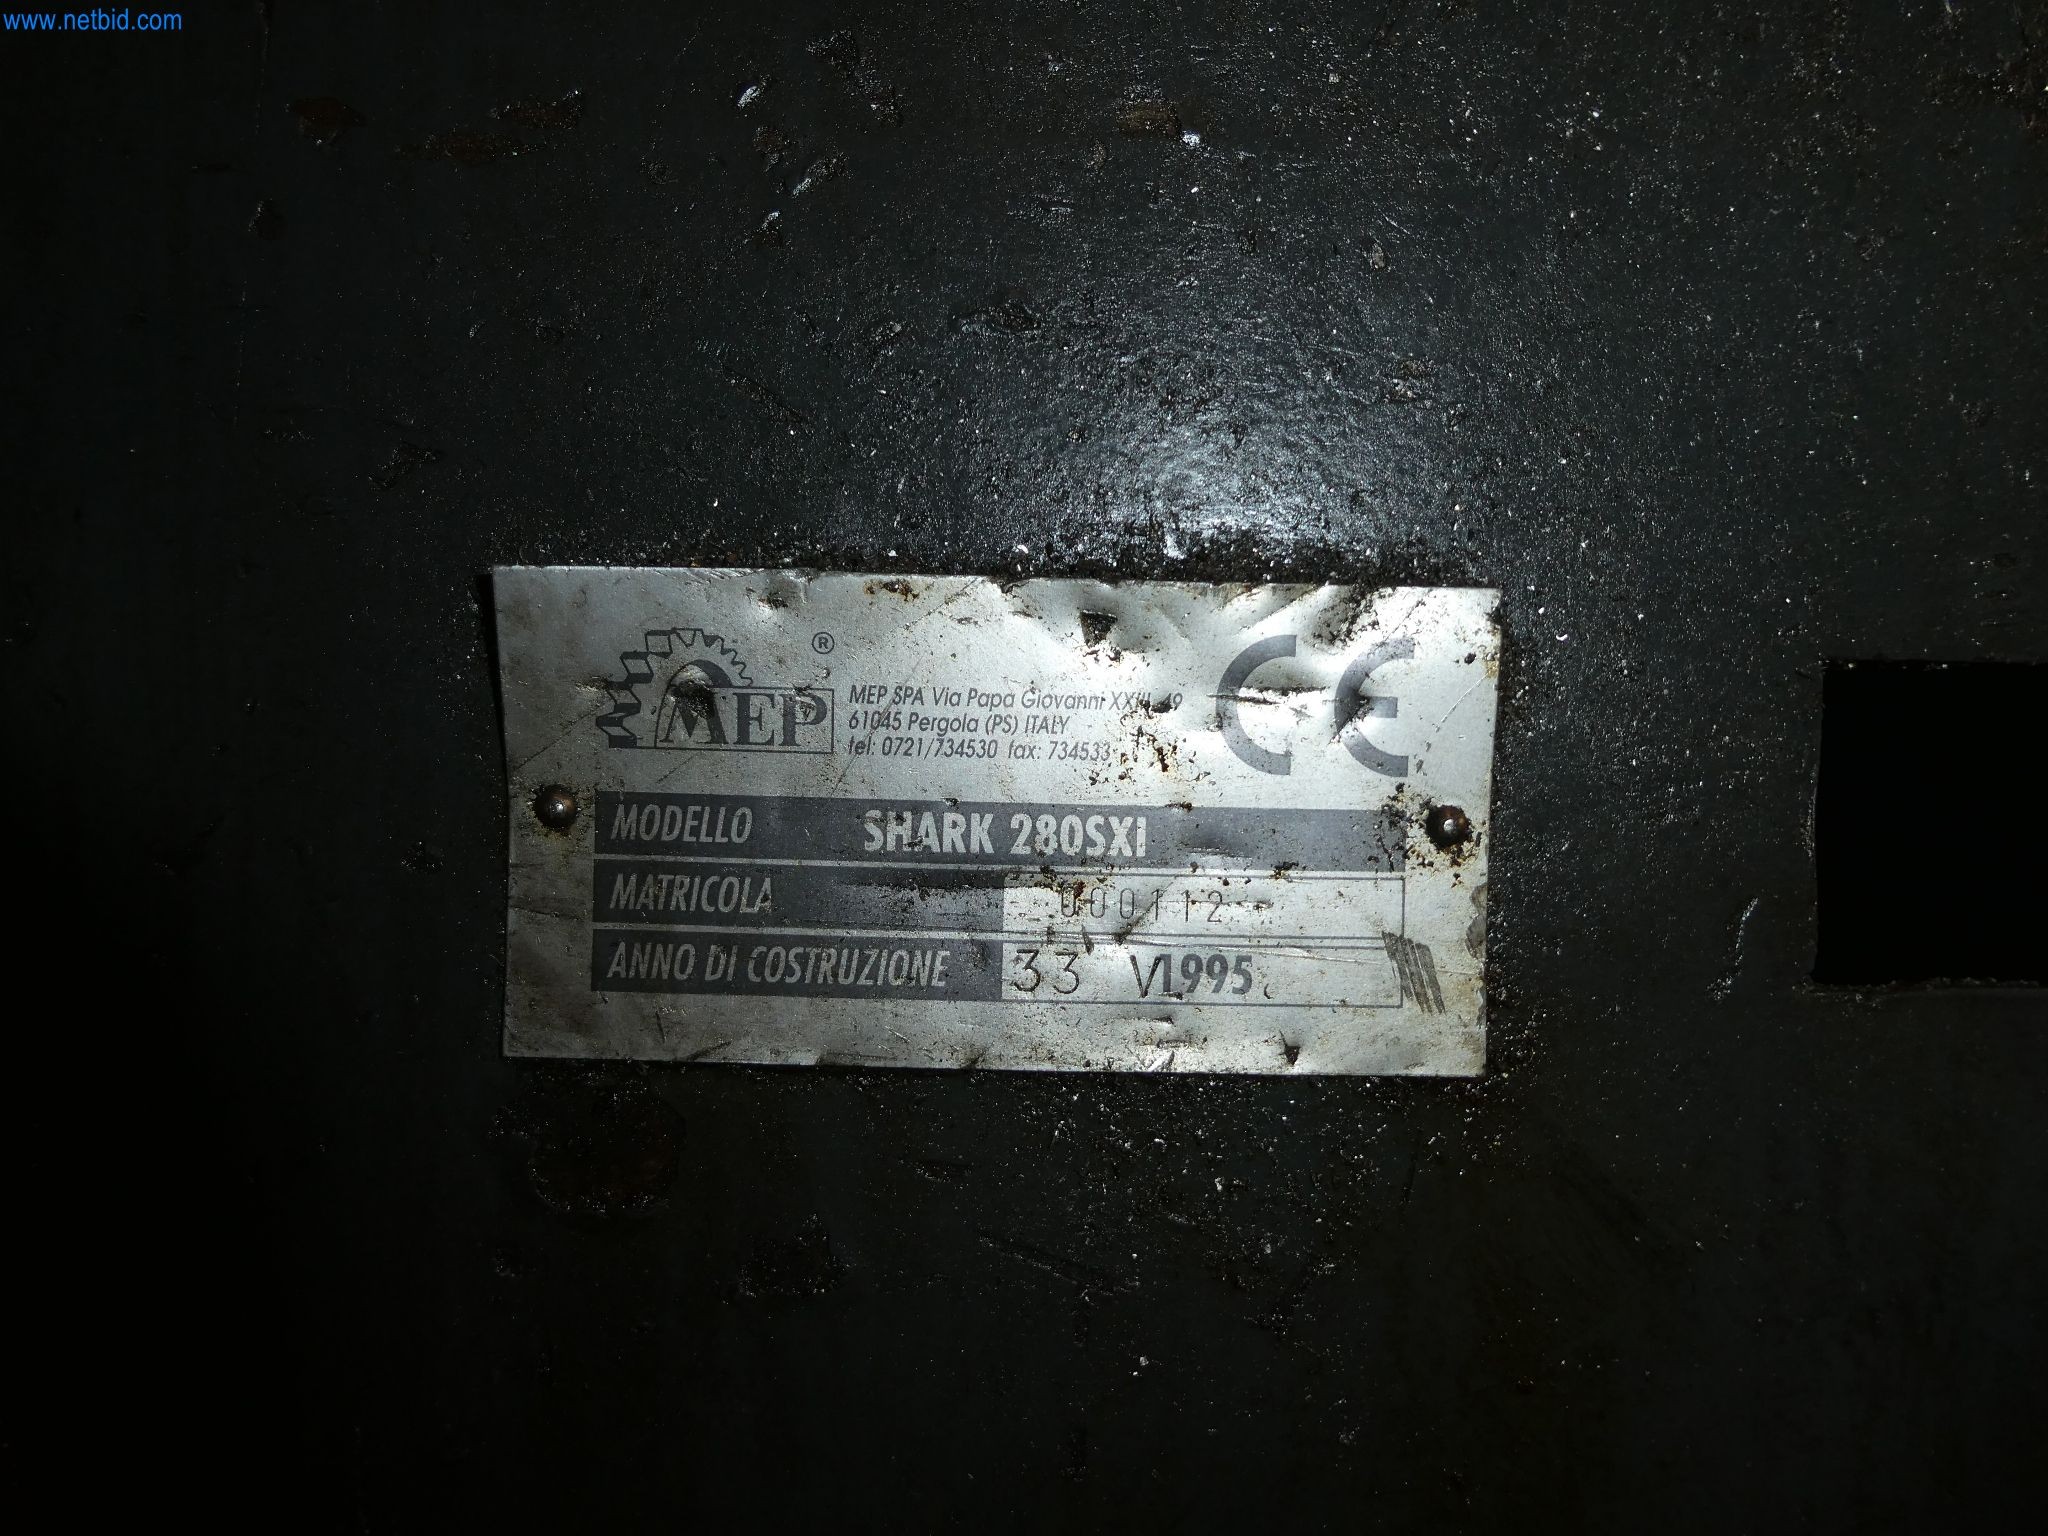 www.netbid.com
MEP ®
MEP SPA Via Papa Giovanni XXIII, 49
61045 Pergola (PS) ITALY
tel: 0721/734530 fax: 734533
CE
MODELLO SHARK 280SXI
MATRICOLA 000112
ANNO DI COSTRUZIONE 33 V 1995